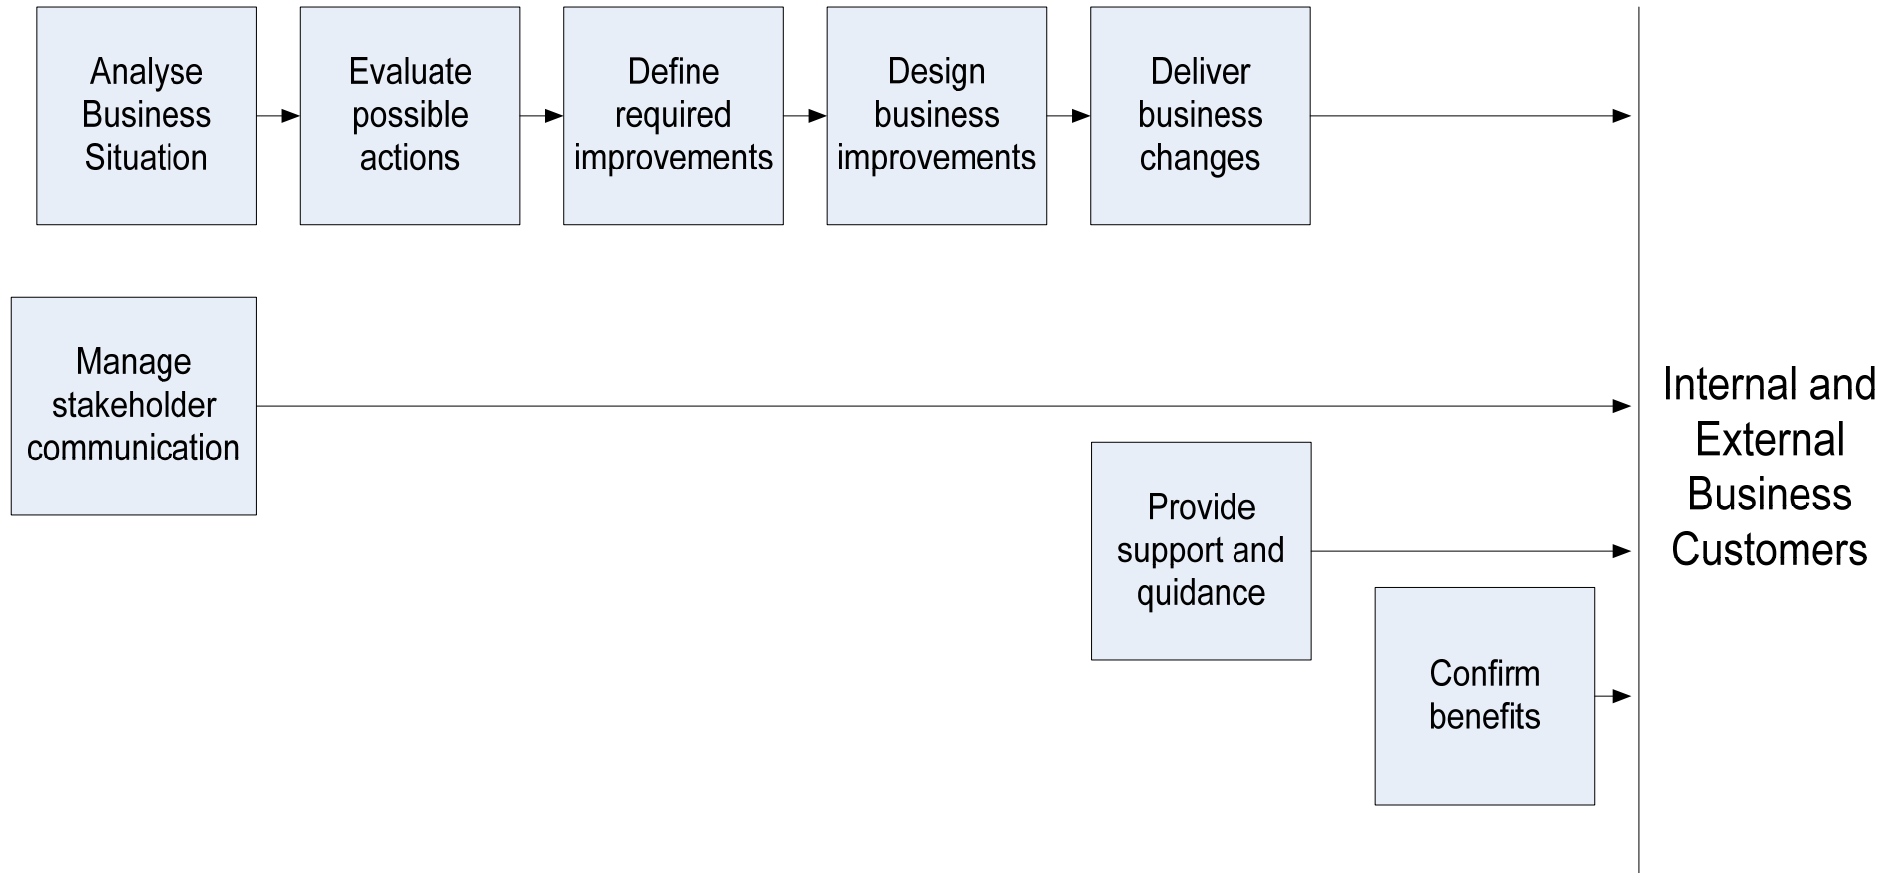 Analyse
Business
Situation
Evaluate
possible
actions
Define
required
improvements
Design
business
improvements
Deliver
business
changes
Manage
stakeholder
communication
Internal and
External
Business
Customers
Provide
support and
quidance
Confirm
benefits